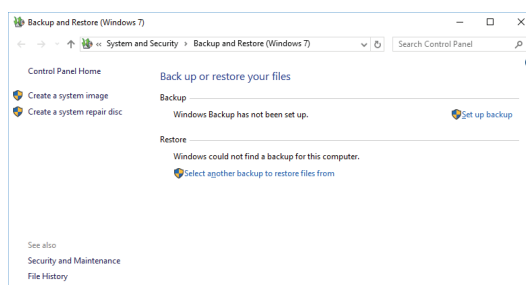 Backup and Restore (Windows 7)
« System and Security › Backup and Restore (Windows 7)
Search Control Panel
Control Panel Home
Create a system image
Create a system repair disc
Back up or restore your files
Backup
Windows Backup has not been set up.
Set up backup
Restore
Windows could not find a backup for this computer.
Select another backup to restore files from
See also
Security and Maintenance
File History